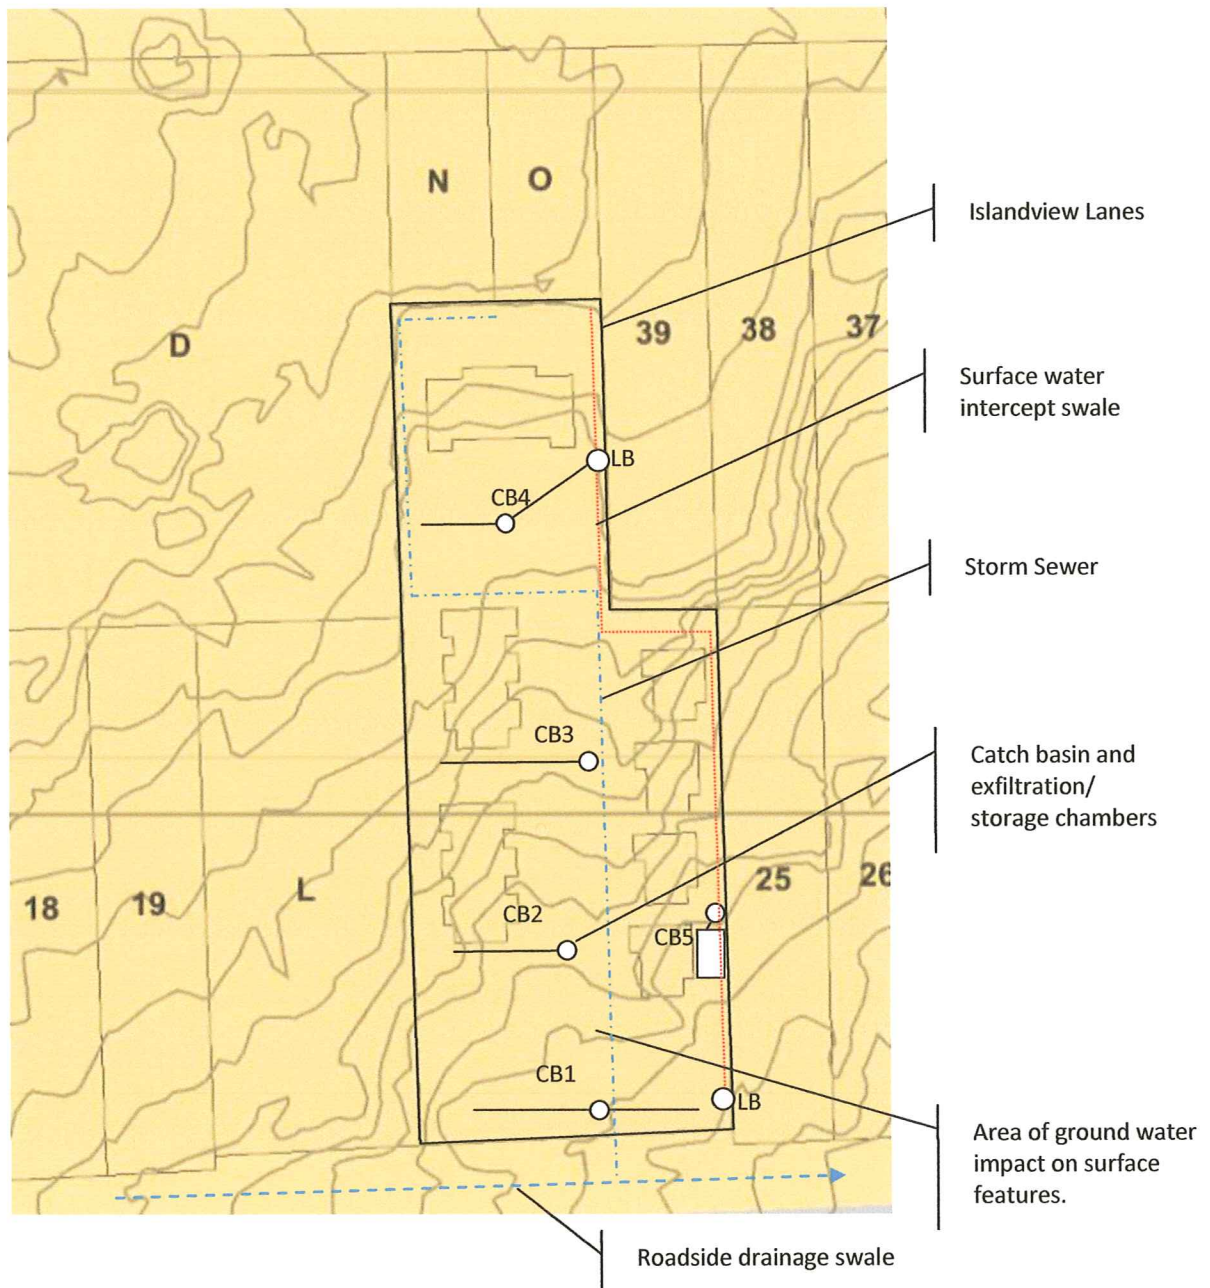 N
O
Islandview Lanes
D
39
38
37
Surface water
intercept swale
LB
CB4
Storm Sewer
CB3
Catch basin and
exfiltration/
storage chambers
18
19
L
25
26
CB2
CB5
CB1
LB
Area of ground water
impact on surface
features.
Roadside drainage swale